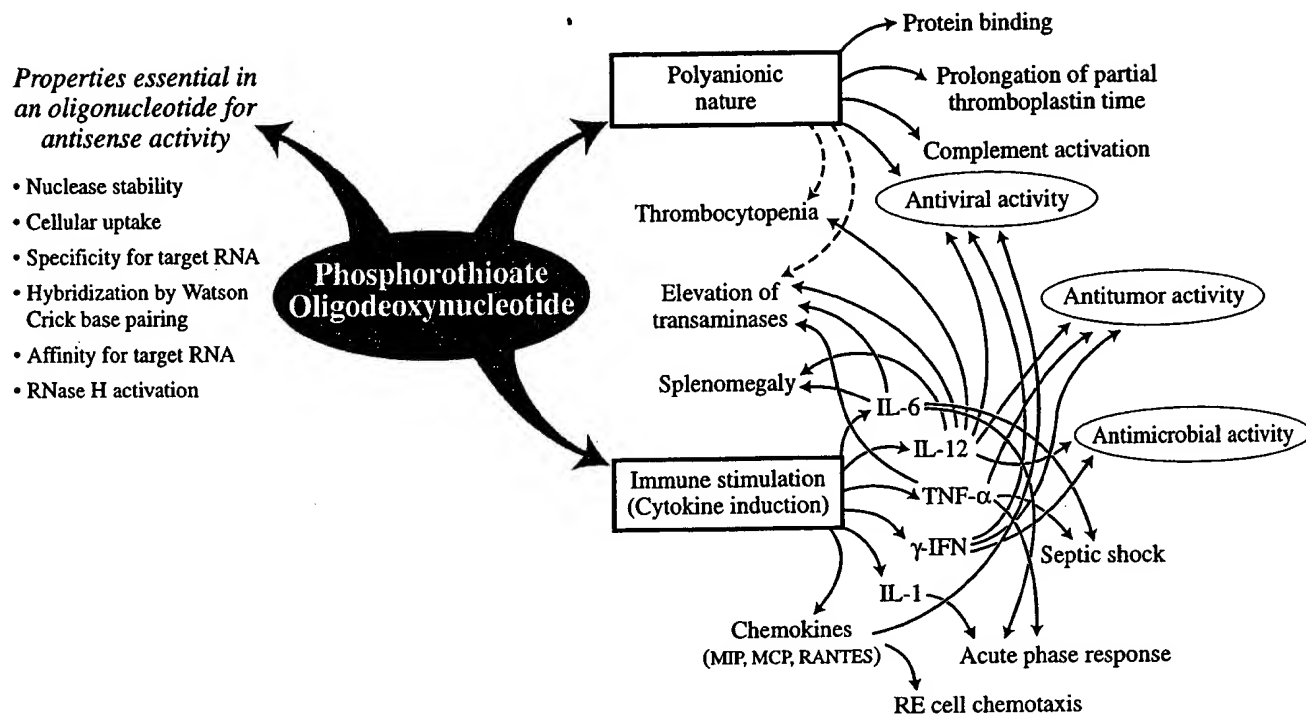 Properties essential in
an oligonucleotide for
antisense activity
• Nuclease stability
• Cellular uptake
• Specificity for target RNA
• Hybridization by Watson
Crick base pairing
• Affinity for target RNA
• RNase H activation
Phosphorothioate
Oligodeoxynucleotide
Polyanionic
nature
Protein binding
Prolongation of partial
thromboplastin time
Complement activation
Antiviral activity
Thrombocytopenia
Elevation of
transaminases
Antitumor activity
Splenomegaly
IL-6
IL-12
Antimicrobial activity
Immune stimulation
(Cytokine induction)
TNF-α
γ-IFN
Septic shock
IL-1
Chemokines
(MIP, MCP, RANTES)
Acute phase response
RE cell chemotaxis